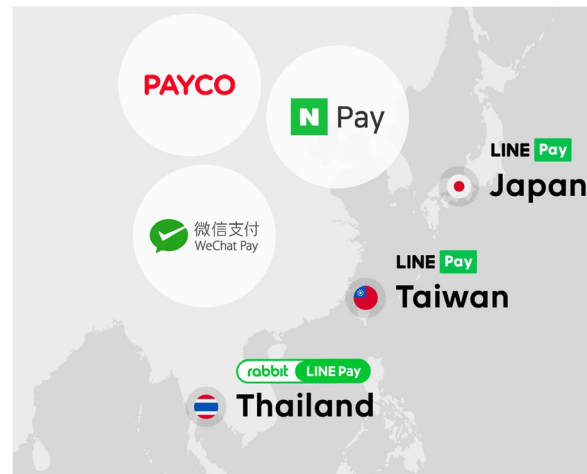 PAYCO
N Pay
微信支付
WeChat Pay
LINE Pay
Japan
LINE Pay
Taiwan
rabbit LINE Pay
Thailand